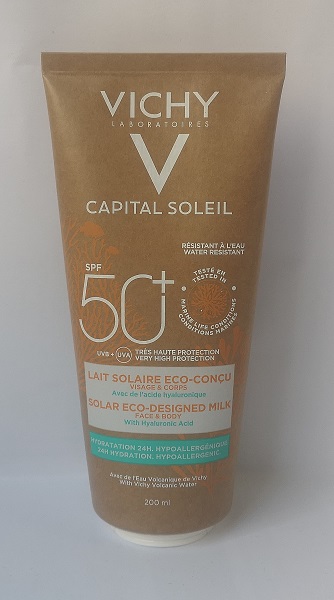 VICHY
LABORATOIRES
V
CAPITAL SOLEIL
RÉSISTANT À L'EAU
WATER RESISTANT
SPF
50+
TESTÉ EN
TESTED IN
MARINE LIFE CONDITIONS
CONDITIONS MARINES
UVB + UVA
TRÈS HAUTE PROTECTION
VERY HIGH PROTECTION
LAIT SOLAIRE ECO-CONÇU
VISAGE & CORPS
Avec de l'acide hyaluronique
SOLAR ECO-DESIGNED MILK
FACE & BODY
With Hyaluronic Acid
HYDRATATION 24H. HYPOALLERGÉNIQUE
24H HYDRATION. HYPOALLERGENIC
Avec de l'Eau Volcanique de Vichy
With Vichy Volcanic Water
200 ml